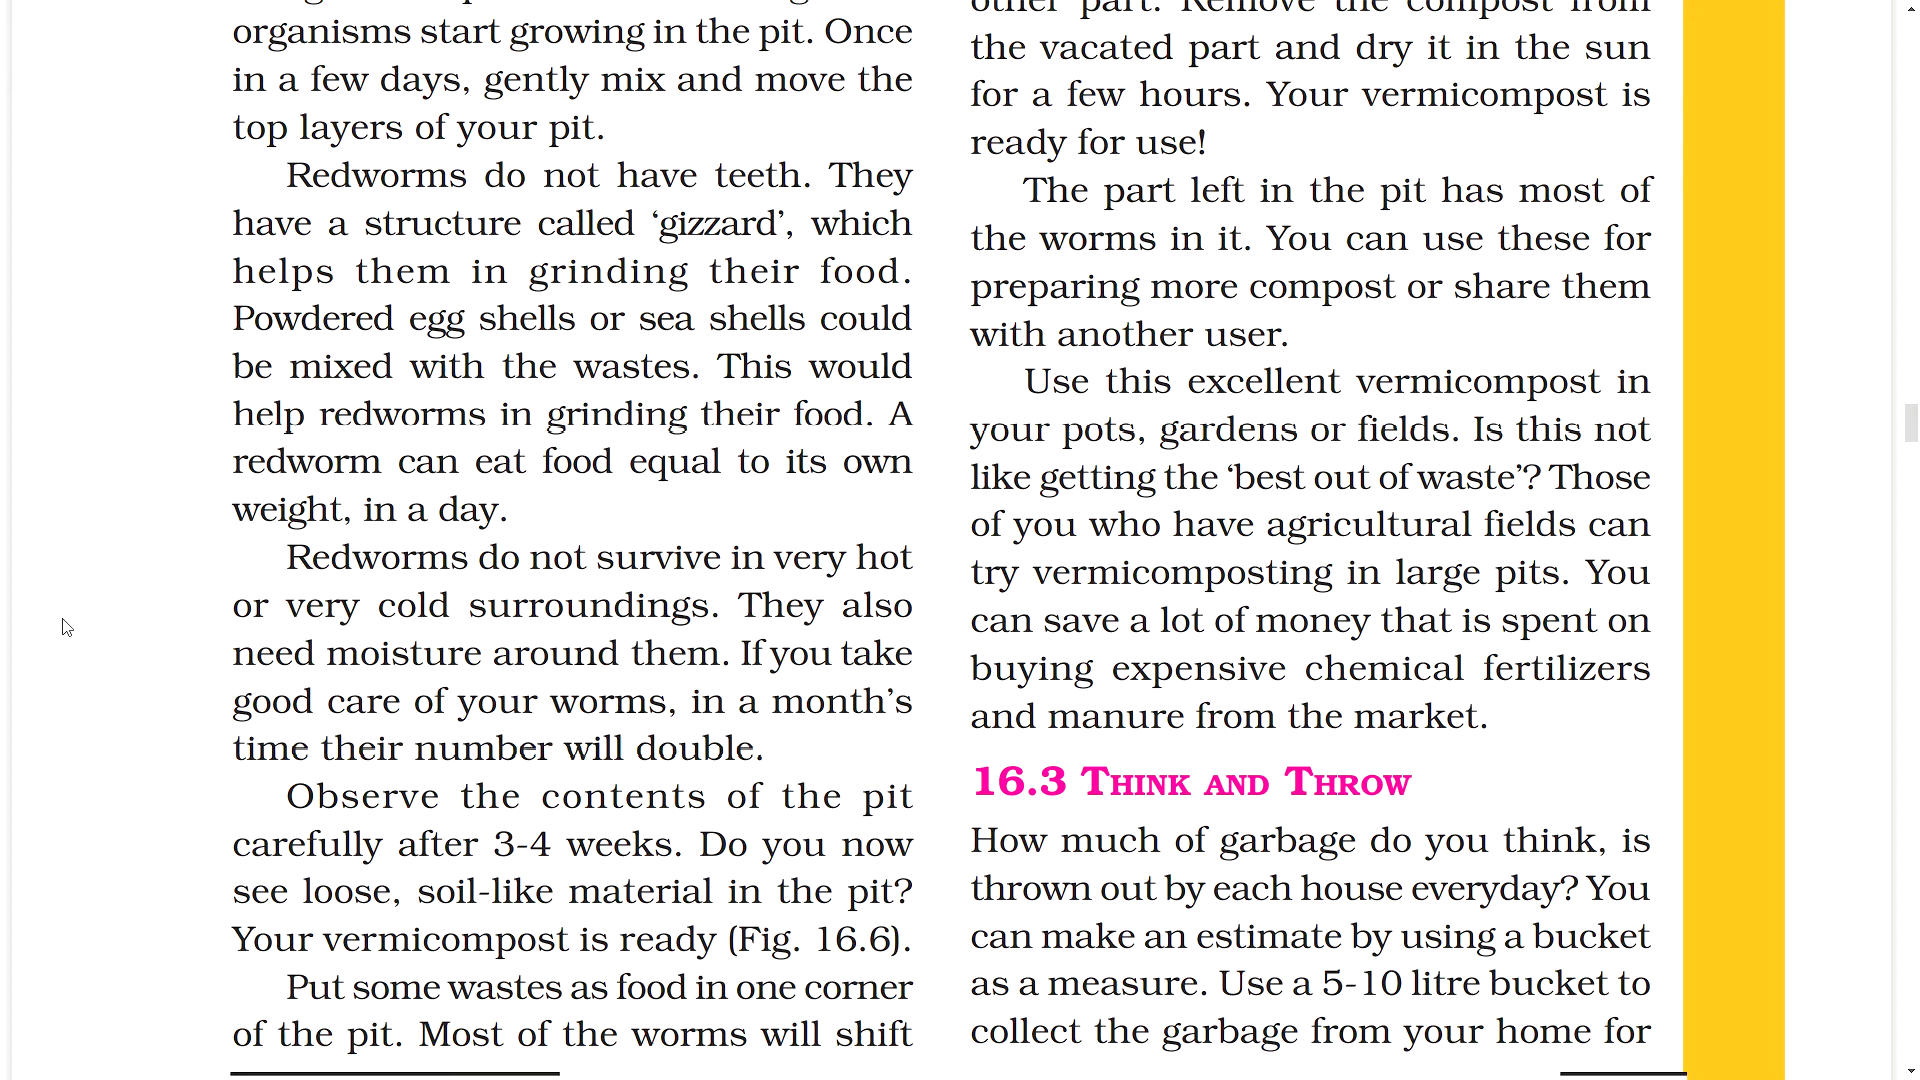 organisms start growing in the pit. Once
in a few days, gently mix and move the
top layers of your pit.
Redworms do not have teeth. They
have a structure called ‘gizzard’, which
helps them in grinding their food.
Powdered egg shells or sea shells could
be mixed with the wastes. This would
help redworms in grinding their food. A
redworm can eat food equal to its own
weight, in a day.
Redworms do not survive in very hot
or very cold surroundings. They also
need moisture around them. If you take
good care of your worms, in a month’s
time their number will double.
Observe the contents of the pit
carefully after 3-4 weeks. Do you now
see loose, soil-like material in the pit?
Your vermicompost is ready (Fig. 16.6).
Put some wastes as food in one corner
of the pit. Most of the worms will shift
other part. Remove the compost from
the vacated part and dry it in the sun
for a few hours. Your vermicompost is
ready for use!
The part left in the pit has most of
the worms in it. You can use these for
preparing more compost or share them
with another user.
Use this excellent vermicompost in
your pots, gardens or fields. Is this not
like getting the ‘best out of waste’? Those
of you who have agricultural fields can
try vermicomposting in large pits. You
can save a lot of money that is spent on
buying expensive chemical fertilizers
and manure from the market.
16.3 Think and Throw
How much of garbage do you think, is
thrown out by each house everyday? You
can make an estimate by using a bucket
as a measure. Use a 5-10 litre bucket to
collect the garbage from your home for